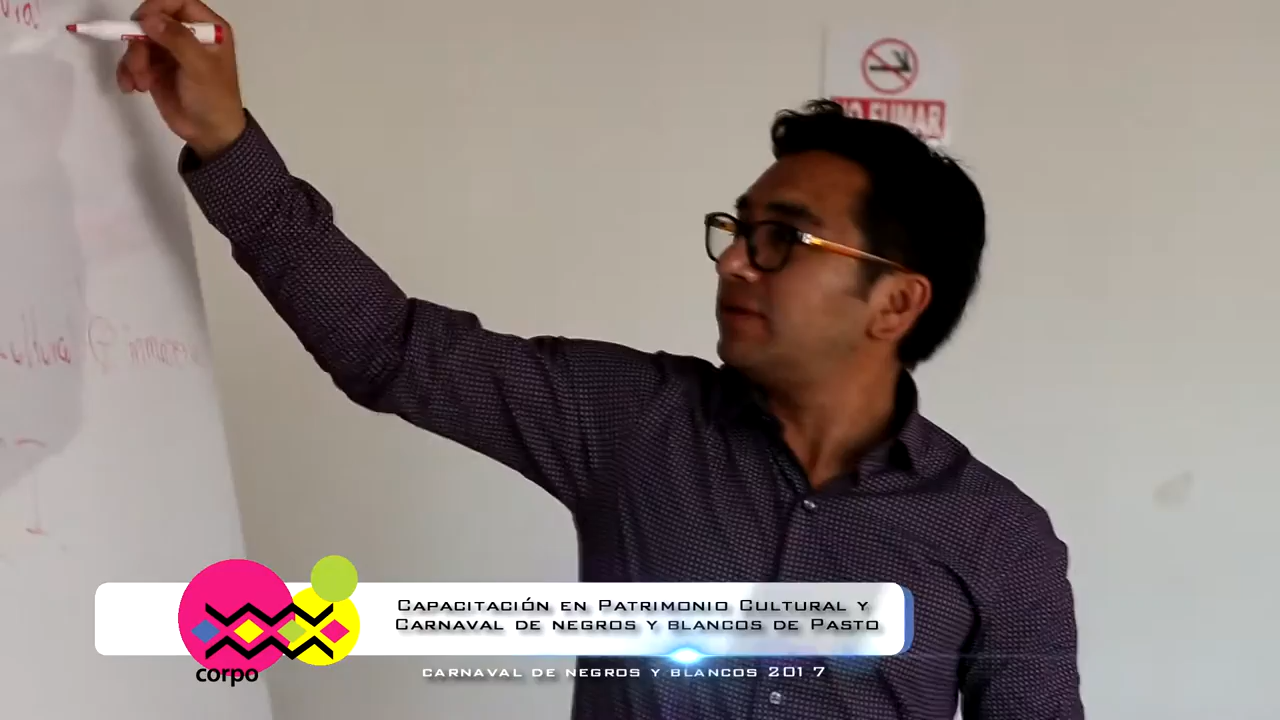 NO FUMAR
Capacitación en Patrimonio Cultural y
Carnaval de negros y blancos de Pasto
corpo
carnaval de negros y blancos 2017